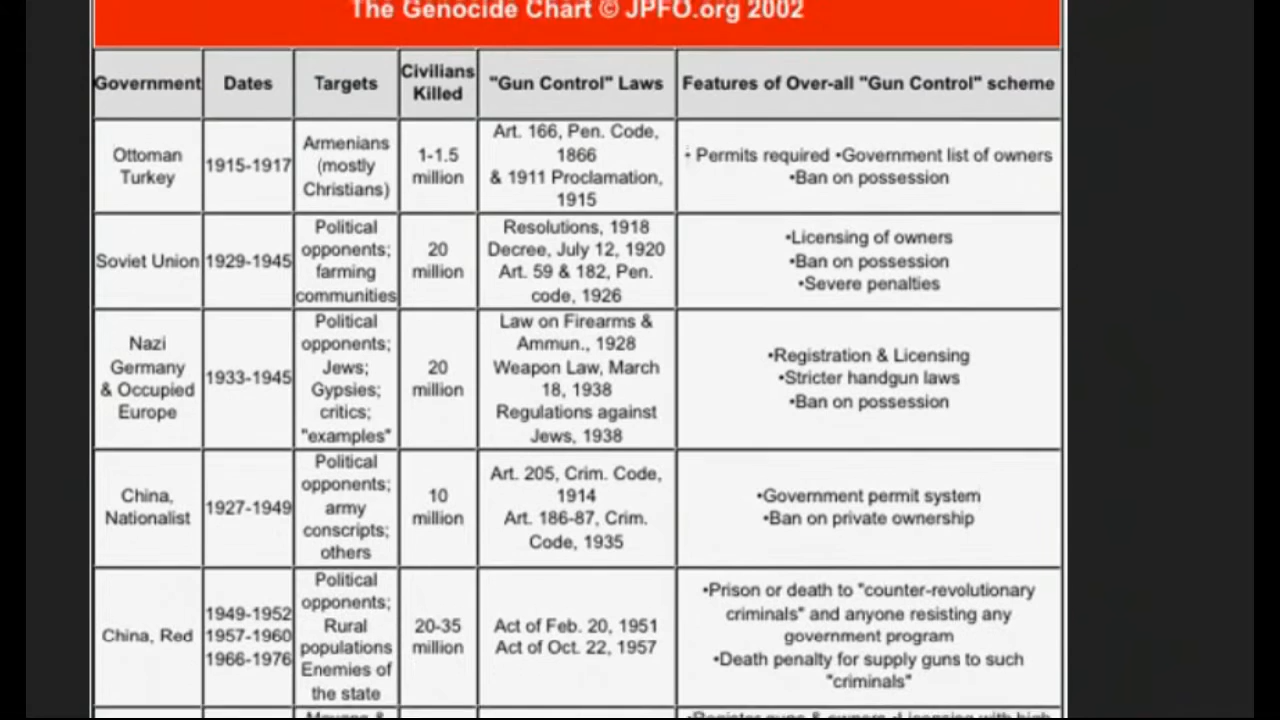 The Genocide Chart © JPFO.org 2002
Government
Dates
Targets
Civilians
Killed
"Gun Control" Laws
Features of Over-all "Gun Control" scheme
Ottoman
Turkey
1915-1917
Armenians
(mostly
Christians)
1-1.5
million
Art. 166, Pen. Code,
1866
& 1911 Proclamation,
1915
• Permits required •Government list of owners
•Ban on possession
Soviet Union
1929-1945
Political
opponents;
farming
communities
20
million
Resolutions, 1918
Decree, July 12, 1920
Art. 59 & 182, Pen.
code, 1926
•Licensing of owners
•Ban on possession
•Severe penalties
Nazi
Germany
& Occupied
Europe
1933-1945
Political
opponents;
Jews;
Gypsies;
critics;
"examples"
20
million
Law on Firearms &
Ammun., 1928
Weapon Law, March
18, 1938
Regulations against
Jews, 1938
•Registration & Licensing
•Stricter handgun laws
•Ban on possession
China,
Nationalist
1927-1949
Political
opponents;
army
conscripts;
others
10
million
Art. 205, Crim. Code,
1914
Art. 186-87, Crim.
Code, 1935
•Government permit system
•Ban on private ownership
China, Red
1949-1952
1957-1960
1966-1976
Political
opponents;
Rural
populations
Enemies of
the state
20-35
million
Act of Feb. 20, 1951
Act of Oct. 22, 1957
•Prison or death to "counter-revolutionary
criminals" and anyone resisting any
government program
•Death penalty for supply guns to such
"criminals"
Mayans &
•Register guns & owners •Licensing with high